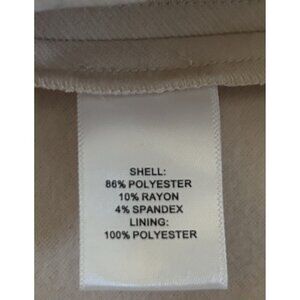 SHELL:
86% POLYESTER
10% RAYON
4% SPANDEX
LINING:
100% POLYESTER